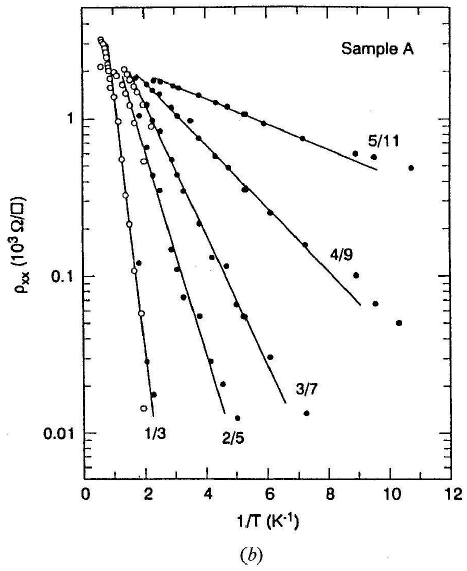 Sample A
1
0.1
0.01
ρxx (10³ Ω/□)
5/11
4/9
3/7
2/5
1/3
0 2 4 6 8 10 12
1/T (K⁻¹)
(b)